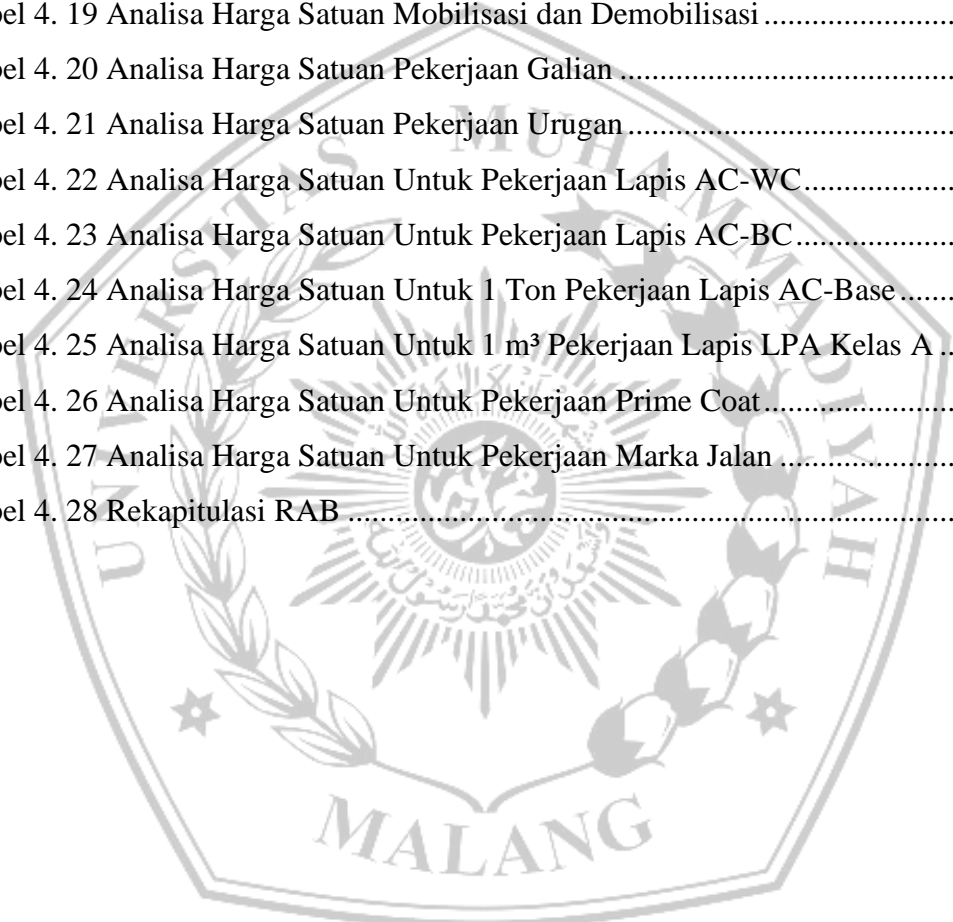 bel 4. 19 Analisa Harga Satuan Mobilisasi dan Demobilisasi ........................
bel 4. 20 Analisa Harga Satuan Pekerjaan Galian ..........................................
bel 4. 21 Analisa Harga Satuan Pekerjaan Urugan .........................................
bel 4. 22 Analisa Harga Satuan Untuk Pekerjaan Lapis AC-WC...................
bel 4. 23 Analisa Harga Satuan Untuk Pekerjaan Lapis AC-BC....................
bel 4. 24 Analisa Harga Satuan Untuk 1 Ton Pekerjaan Lapis AC-Base.......
bel 4. 25 Analisa Harga Satuan Untuk 1 m³ Pekerjaan Lapis LPA Kelas A ..
bel 4. 26 Analisa Harga Satuan Untuk Pekerjaan Prime Coat........................
bel 4. 27 Analisa Harga Satuan Untuk Pekerjaan Marka Jalan ......................
bel 4. 28 Rekapitulasi RAB ............................................................................
UNIVERSITAS MUHAMMADIYAH
MALANG